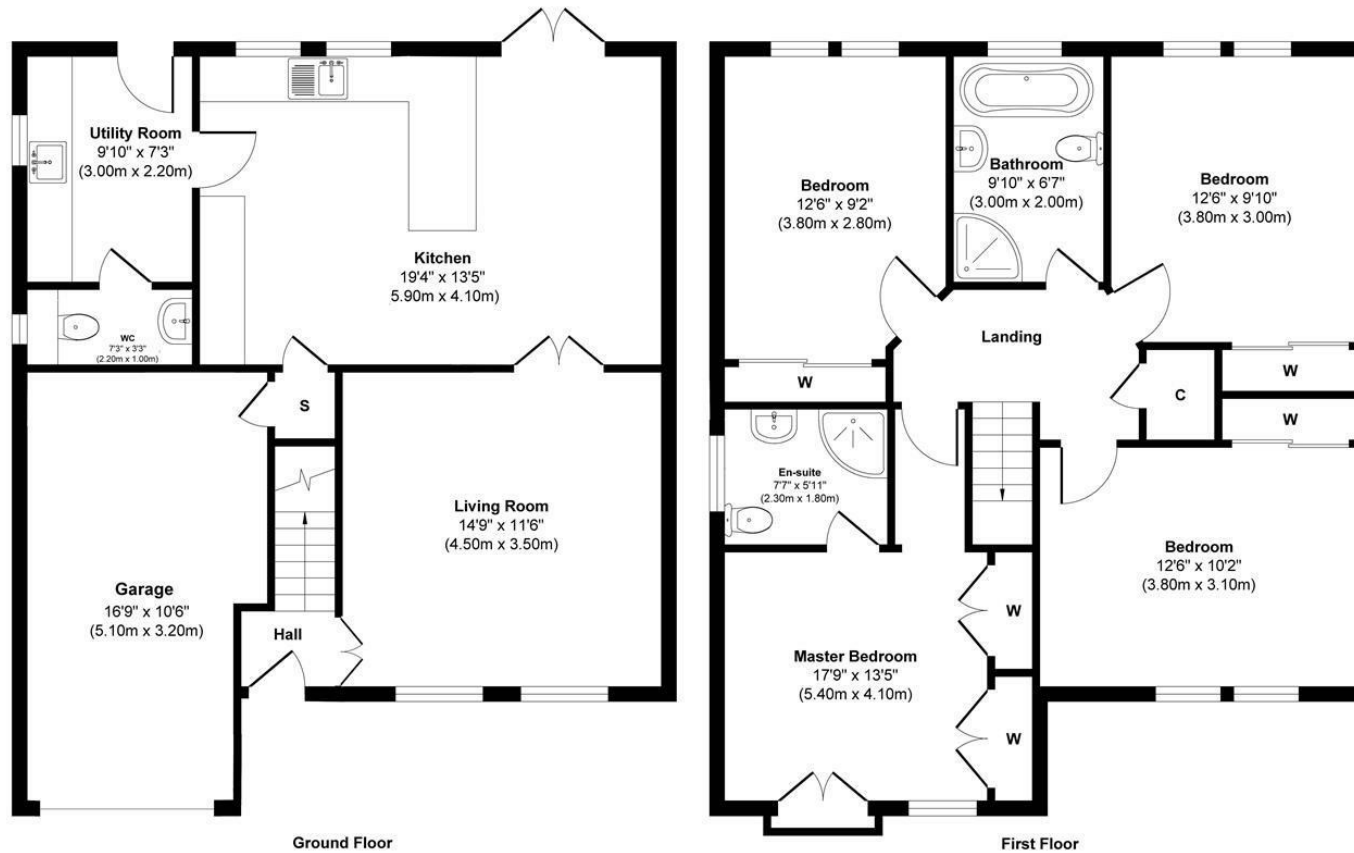 Utility Room
9'10" x 7'3"
(3.00m x 2.20m)
WC
7'3" x 3'3"
(2.20m x 1.00m)
Kitchen
19'4" x 13'5"
5.90m x 4.10m)
S
Living Room
14'9" x 11'6"
(4.50m x 3.50m)
Garage
16'9" x 10'6"
(5.10m x 3.20m)
Hall
Ground Floor
Bedroom
12'6" x 9'2"
(3.80m x 2.80m)
Bathroom
9'10" x 6'7"
(3.00m x 2.00m)
Bedroom
12'6" x 9'10"
(3.80m x 3.00m)
Landing
W
W
C
W
En-suite
7'7" x 5'11"
(2.30m x 1.80m)
Bedroom
12'6" x 10'2"
(3.80m x 3.10m)
W
Master Bedroom
17'9" x 13'5"
(5.40m x 4.10m)
W
First Floor